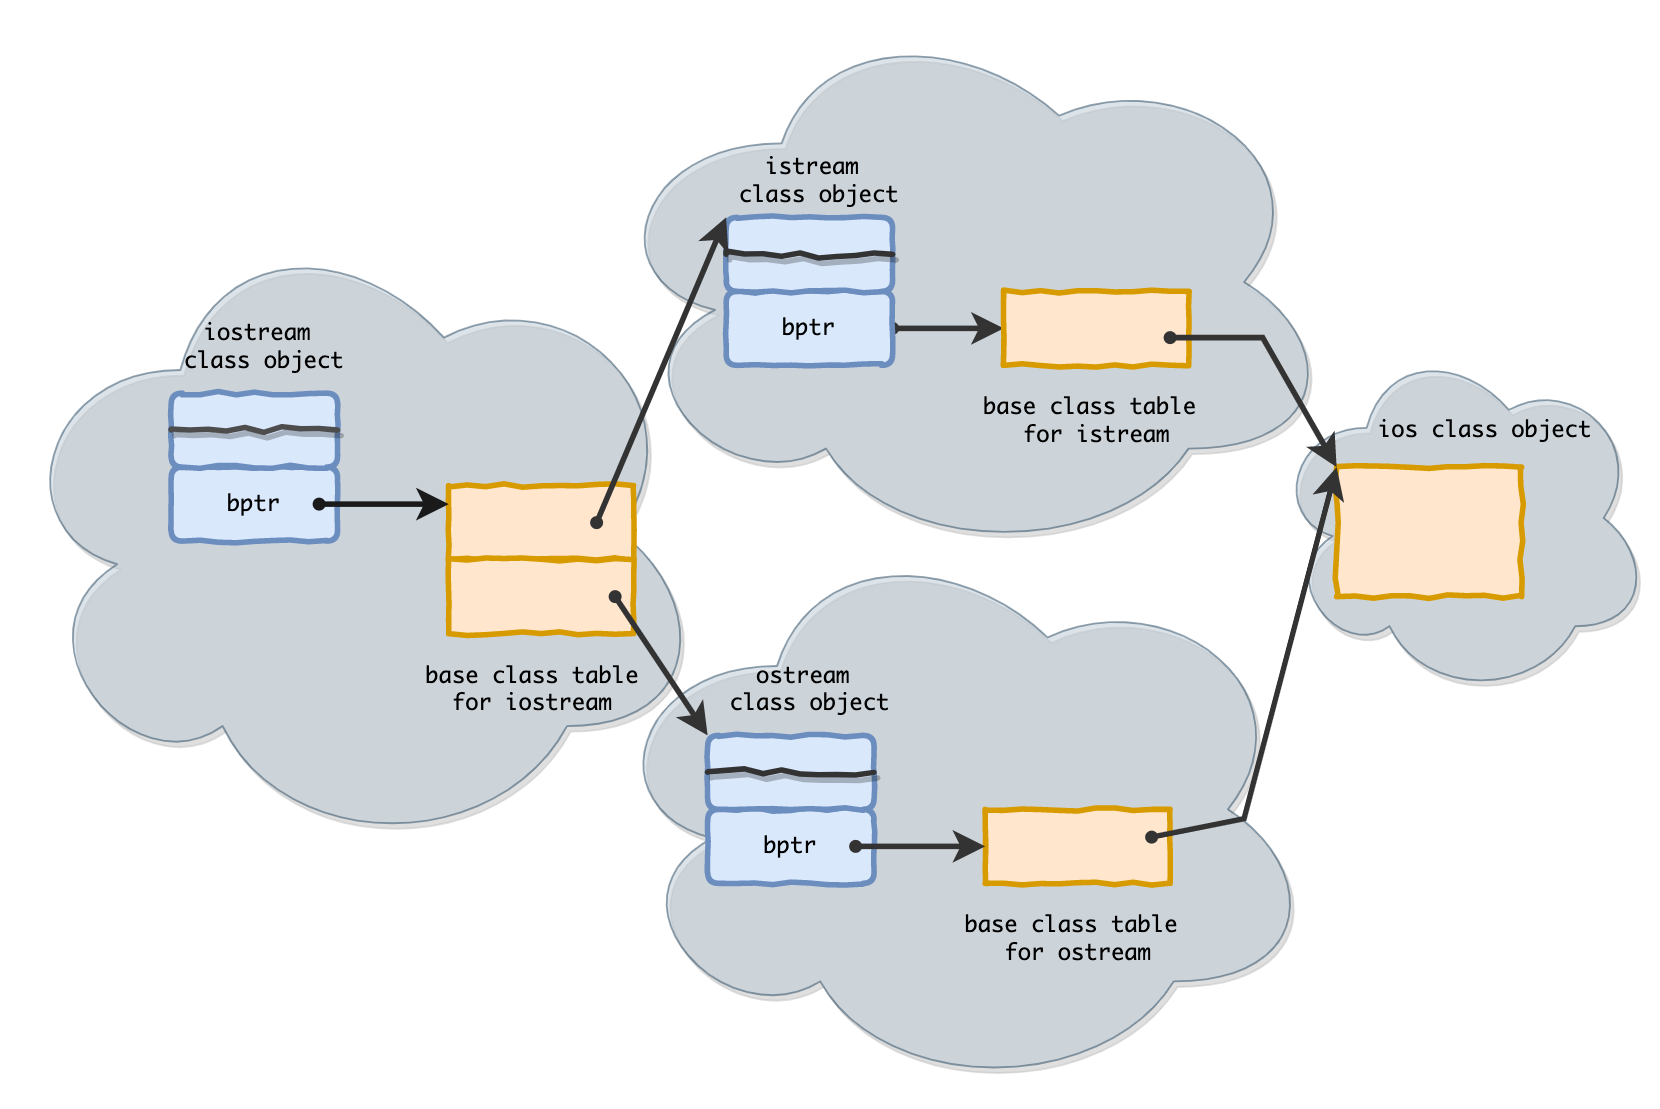 istream
class object
bptr
base class table
for istream
iostream
class object
bptr
base class table
for iostream
ios class object
ostream
class object
bptr
base class table
for ostream